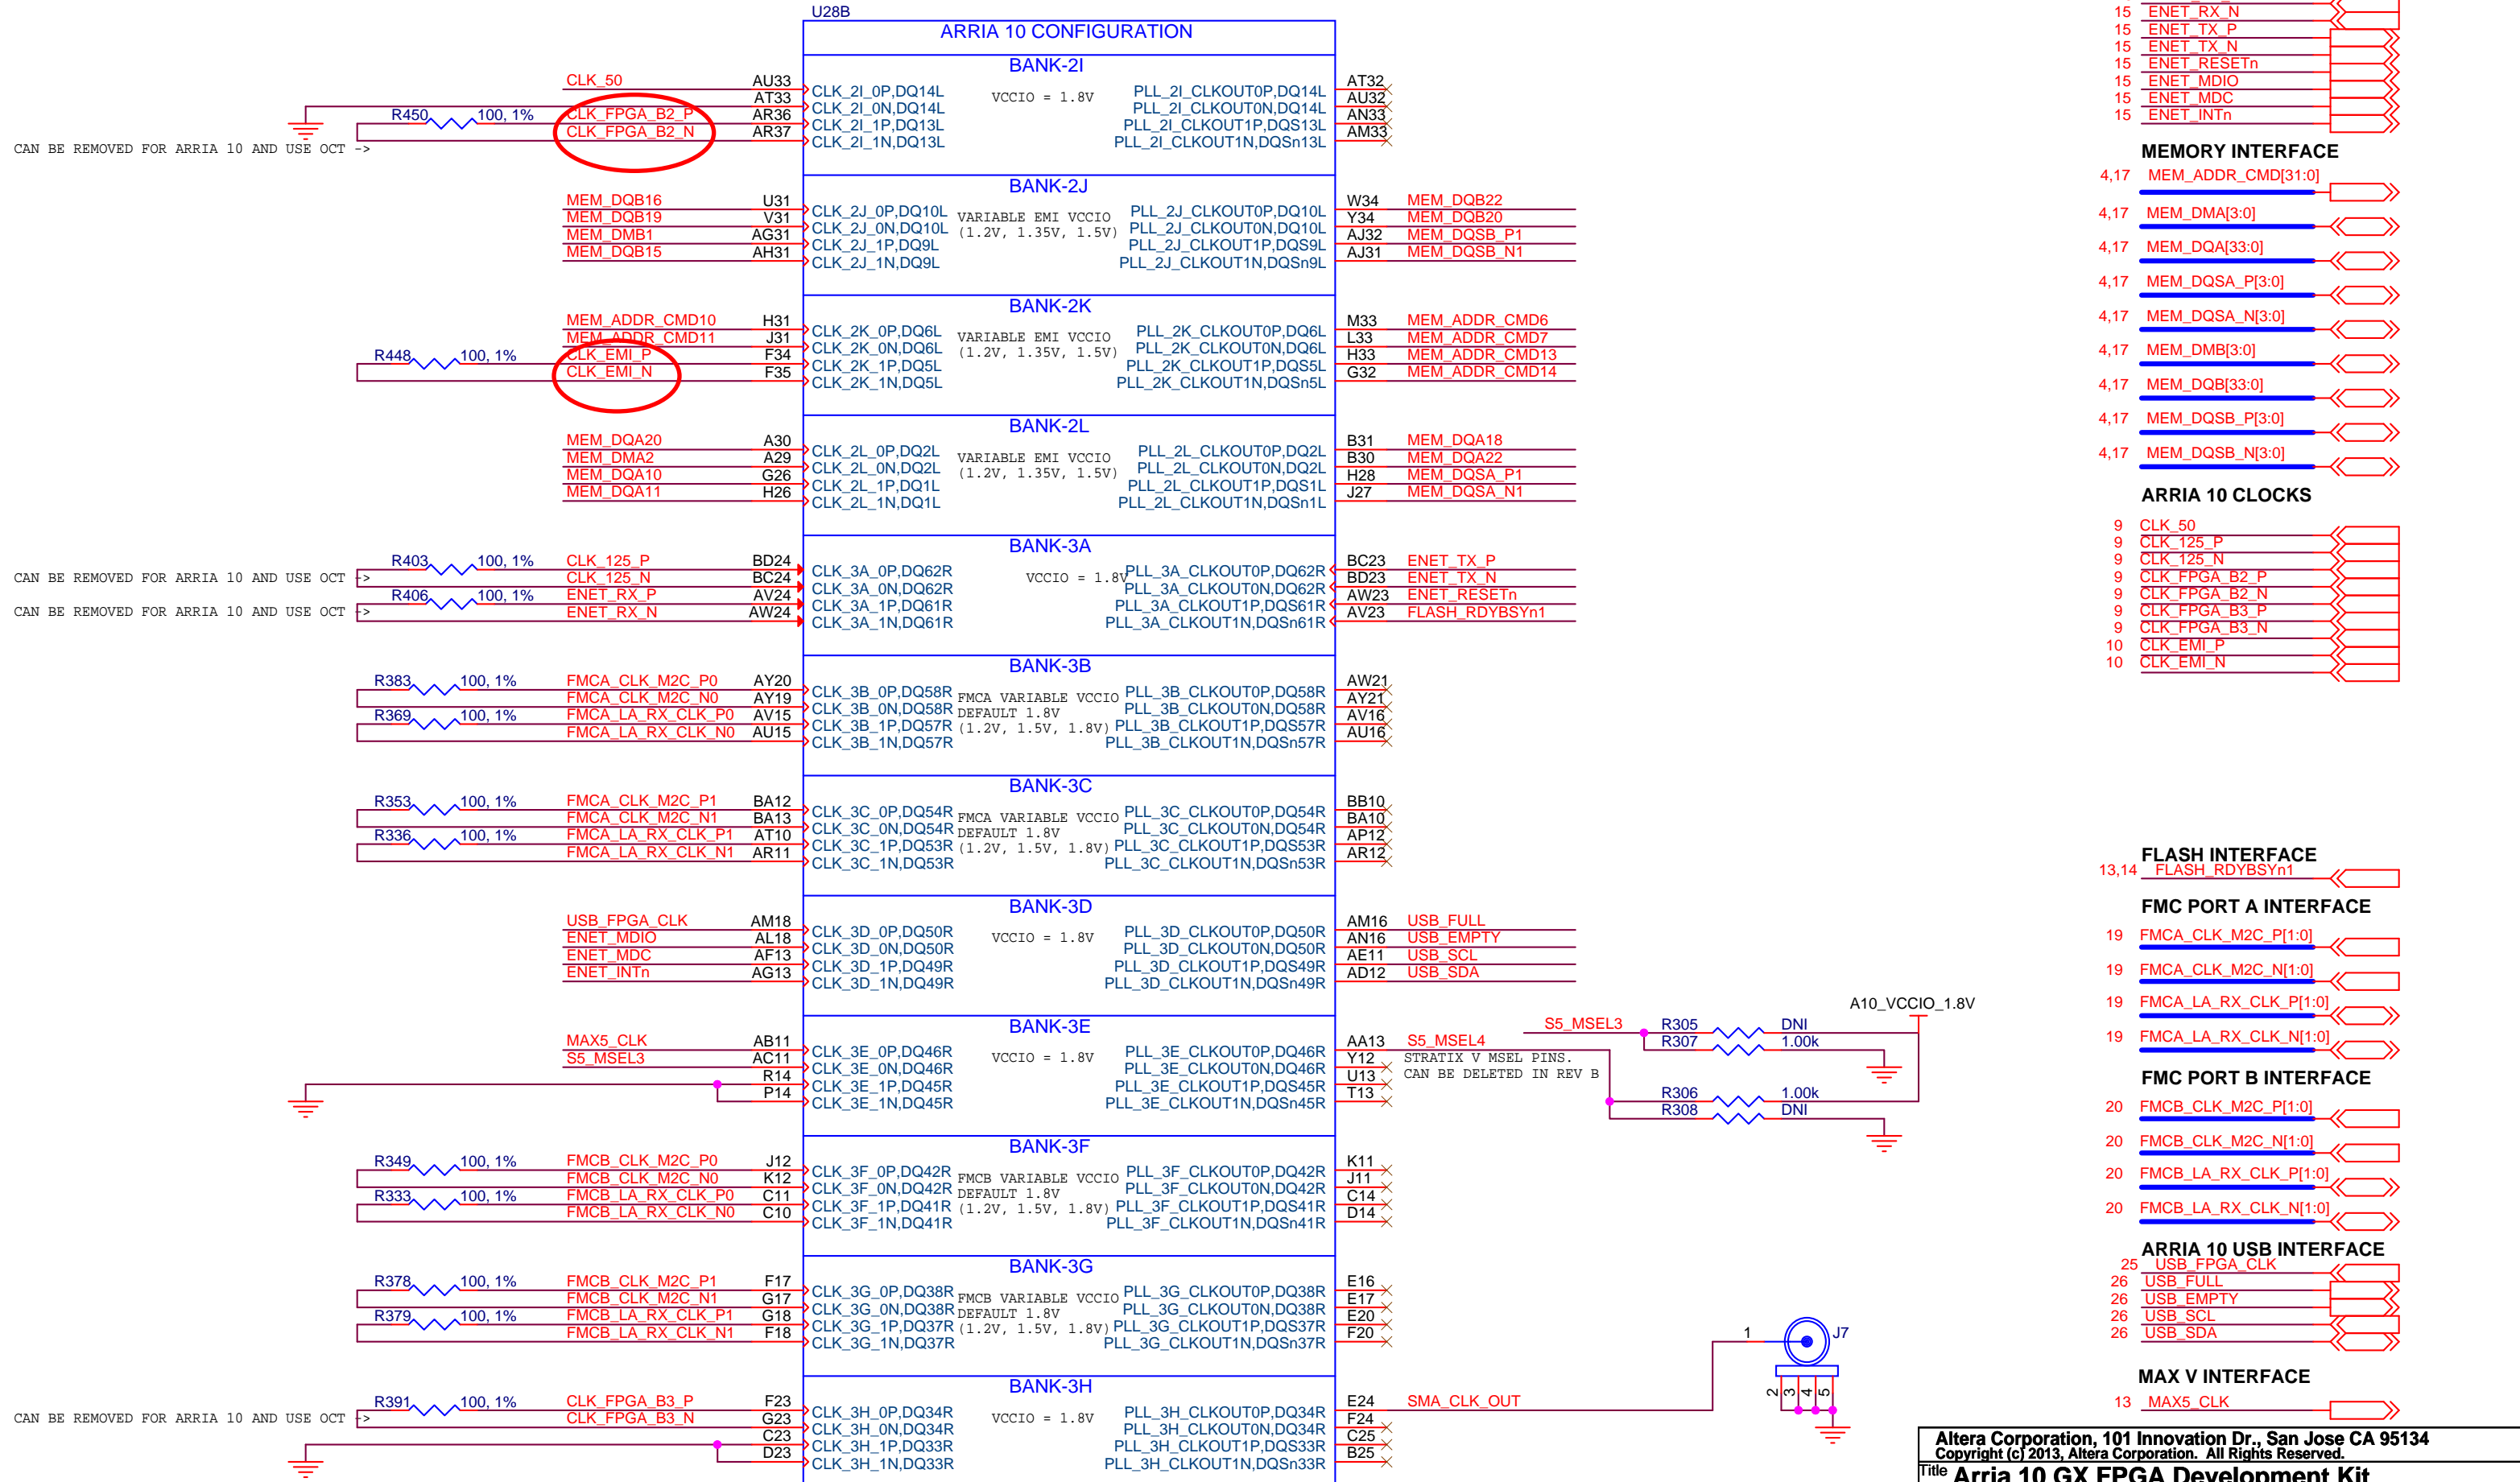 U28B
ARRIA 10 CONFIGURATION
BANK-2I
VCCIO = 1.8V
CLK_50 AU33 CLK_2I_0P,DQ14L PLL_2I_CLKOUT0P,DQ14L AT32
AT33 CLK_2I_0N,DQ14L PLL_2I_CLKOUT0N,DQ14L AU32
R450 100, 1% CLK_FPGA_B2_P AR36 CLK_2I_1P,DQ13L PLL_2I_CLKOUT1P,DQS13L AN33
CLK_FPGA_B2_N AR37 CLK_2I_1N,DQ13L PLL_2I_CLKOUT1N,DQSn13L AM33
CAN BE REMOVED FOR ARRIA 10 AND USE OCT ->
BANK-2J
VARIABLE EMI VCCIO
(1.2V, 1.35V, 1.5V)
MEM_DQB16 U31 CLK_2J_0P,DQ10L PLL_2J_CLKOUT0P,DQ10L W34 MEM_DQB22
MEM_DQB19 V31 CLK_2J_0N,DQ10L PLL_2J_CLKOUT0N,DQ10L Y34 MEM_DQB20
MEM_DMB1 AG31 CLK_2J_1P,DQ9L PLL_2J_CLKOUT1P,DQS9L AJ32 MEM_DQSB_P1
MEM_DQB15 AH31 CLK_2J_1N,DQ9L PLL_2J_CLKOUT1N,DQSn9L AJ31 MEM_DQSB_N1
BANK-2K
VARIABLE EMI VCCIO
(1.2V, 1.35V, 1.5V)
MEM_ADDR_CMD10 H31 CLK_2K_0P,DQ6L PLL_2K_CLKOUT0P,DQ6L M33 MEM_ADDR_CMD6
MEM_ADDR_CMD11 J31 CLK_2K_0N,DQ6L PLL_2K_CLKOUT0N,DQ6L L33 MEM_ADDR_CMD7
R448 100, 1% CLK_EMI_P F34 CLK_2K_1P,DQ5L PLL_2K_CLKOUT1P,DQS5L H33 MEM_ADDR_CMD13
CLK_EMI_N F35 CLK_2K_1N,DQ5L PLL_2K_CLKOUT1N,DQSn5L G32 MEM_ADDR_CMD14
BANK-2L
VARIABLE EMI VCCIO
(1.2V, 1.35V, 1.5V)
MEM_DQA20 A30 CLK_2L_0P,DQ2L PLL_2L_CLKOUT0P,DQ2L B31 MEM_DQA18
MEM_DMA2 A29 CLK_2L_0N,DQ2L PLL_2L_CLKOUT0N,DQ2L B30 MEM_DQA22
MEM_DQA10 G26 CLK_2L_1P,DQ1L PLL_2L_CLKOUT1P,DQS1L H28 MEM_DQSA_P1
MEM_DQA11 H26 CLK_2L_1N,DQ1L PLL_2L_CLKOUT1N,DQSn1L J27 MEM_DQSA_N1
BANK-3A
VCCIO = 1.8V
R403 100, 1% CLK_125_P BD24 CLK_3A_0P,DQ62R PLL_3A_CLKOUT0P,DQ62R BC23 ENET_TX_P
CAN BE REMOVED FOR ARRIA 10 AND USE OCT -> CLK_125_N BC24 CLK_3A_0N,DQ62R PLL_3A_CLKOUT0N,DQ62R BD23 ENET_TX_N
R406 100, 1% ENET_RX_P AV24 CLK_3A_1P,DQ61R PLL_3A_CLKOUT1P,DQS61R AW23 ENET_RESETn
CAN BE REMOVED FOR ARRIA 10 AND USE OCT -> ENET_RX_N AW24 CLK_3A_1N,DQ61R PLL_3A_CLKOUT1N,DQSn61R AV23 FLASH_RDYBSYn1
BANK-3B
FMCA VARIABLE VCCIO
DEFAULT 1.8V
(1.2V, 1.5V, 1.8V)
R383 100, 1% FMCA_CLK_M2C_P0 AY20 CLK_3B_0P,DQ58R PLL_3B_CLKOUT0P,DQ58R AW21
FMCA_CLK_M2C_N0 AY19 CLK_3B_0N,DQ58R PLL_3B_CLKOUT0N,DQ58R AY21
R369 100, 1% FMCA_LA_RX_CLK_P0 AV15 CLK_3B_1P,DQ57R PLL_3B_CLKOUT1P,DQS57R AV16
FMCA_LA_RX_CLK_N0 AU15 CLK_3B_1N,DQ57R PLL_3B_CLKOUT1N,DQSn57R AU16
BANK-3C
FMCA VARIABLE VCCIO
DEFAULT 1.8V
(1.2V, 1.5V, 1.8V)
R353 100, 1% FMCA_CLK_M2C_P1 BA12 CLK_3C_0P,DQ54R PLL_3C_CLKOUT0P,DQ54R BB10
FMCA_CLK_M2C_N1 BA13 CLK_3C_0N,DQ54R PLL_3C_CLKOUT0N,DQ54R BA10
R336 100, 1% FMCA_LA_RX_CLK_P1 AT10 CLK_3C_1P,DQ53R PLL_3C_CLKOUT1P,DQS53R AP12
FMCA_LA_RX_CLK_N1 AR11 CLK_3C_1N,DQ53R PLL_3C_CLKOUT1N,DQSn53R AR12
BANK-3D
VCCIO = 1.8V
USB_FPGA_CLK AM18 CLK_3D_0P,DQ50R PLL_3D_CLKOUT0P,DQ50R AM16 USB_FULL
ENET_MDIO AL18 CLK_3D_0N,DQ50R PLL_3D_CLKOUT0N,DQ50R AN16 USB_EMPTY
ENET_MDC AF13 CLK_3D_1P,DQ49R PLL_3D_CLKOUT1P,DQS49R AE11 USB_SCL
ENET_INTn AG13 CLK_3D_1N,DQ49R PLL_3D_CLKOUT1N,DQSn49R AD12 USB_SDA
BANK-3E
VCCIO = 1.8V
MAX5_CLK AB11 CLK_3E_0P,DQ46R PLL_3E_CLKOUT0P,DQ46R AA13 S5_MSEL4
S5_MSEL3 AC11 CLK_3E_0N,DQ46R PLL_3E_CLKOUT0N,DQ46R Y12
R14 CLK_3E_1P,DQ45R PLL_3E_CLKOUT1P,DQS45R U13
P14 CLK_3E_1N,DQ45R PLL_3E_CLKOUT1N,DQSn45R T13
STRATIX V MSEL PINS.
CAN BE DELETED IN REV B
A10_VCCIO_1.8V
S5_MSEL3 R305 DNI
R307 1.00k
R306 1.00k
R308 DNI
BANK-3F
FMCB VARIABLE VCCIO
DEFAULT 1.8V
(1.2V, 1.5V, 1.8V)
R349 100, 1% FMCB_CLK_M2C_P0 J12 CLK_3F_0P,DQ42R PLL_3F_CLKOUT0P,DQ42R K11
FMCB_CLK_M2C_N0 K12 CLK_3F_0N,DQ42R PLL_3F_CLKOUT0N,DQ42R J11
R333 100, 1% FMCB_LA_RX_CLK_P0 C11 CLK_3F_1P,DQ41R PLL_3F_CLKOUT1P,DQS41R C14
FMCB_LA_RX_CLK_N0 C10 CLK_3F_1N,DQ41R PLL_3F_CLKOUT1N,DQSn41R D14
BANK-3G
FMCB VARIABLE VCCIO
DEFAULT 1.8V
(1.2V, 1.5V, 1.8V)
R378 100, 1% FMCB_CLK_M2C_P1 F17 CLK_3G_0P,DQ38R PLL_3G_CLKOUT0P,DQ38R E16
FMCB_CLK_M2C_N1 G17 CLK_3G_0N,DQ38R PLL_3G_CLKOUT0N,DQ38R E17
R379 100, 1% FMCB_LA_RX_CLK_P1 G18 CLK_3G_1P,DQ37R PLL_3G_CLKOUT1P,DQS37R E20
FMCB_LA_RX_CLK_N1 F18 CLK_3G_1N,DQ37R PLL_3G_CLKOUT1N,DQSn37R F20
BANK-3H
VCCIO = 1.8V
R391 100, 1% CLK_FPGA_B3_P F23 CLK_3H_0P,DQ34R PLL_3H_CLKOUT0P,DQ34R E24 SMA_CLK_OUT
CAN BE REMOVED FOR ARRIA 10 AND USE OCT -> CLK_FPGA_B3_N G23 CLK_3H_0N,DQ34R PLL_3H_CLKOUT0N,DQ34R F24
C23 CLK_3H_1P,DQ33R PLL_3H_CLKOUT1P,DQS33R C25
D23 CLK_3H_1N,DQ33R PLL_3H_CLKOUT1N,DQSn33R B25
1 J7
2 3 4 5
15 ENET_RX_N
15 ENET_TX_P
15 ENET_TX_N
15 ENET_RESETn
15 ENET_MDIO
15 ENET_MDC
15 ENET_INTn
MEMORY INTERFACE
4,17 MEM_ADDR_CMD[31:0]
4,17 MEM_DMA[3:0]
4,17 MEM_DQA[33:0]
4,17 MEM_DQSA_P[3:0]
4,17 MEM_DQSA_N[3:0]
4,17 MEM_DMB[3:0]
4,17 MEM_DQB[33:0]
4,17 MEM_DQSB_P[3:0]
4,17 MEM_DQSB_N[3:0]
ARRIA 10 CLOCKS
9 CLK_50
9 CLK_125_P
9 CLK_125_N
9 CLK_FPGA_B2_P
9 CLK_FPGA_B2_N
9 CLK_FPGA_B3_P
9 CLK_FPGA_B3_N
10 CLK_EMI_P
10 CLK_EMI_N
FLASH INTERFACE
13,14 FLASH_RDYBSYn1
FMC PORT A INTERFACE
19 FMCA_CLK_M2C_P[1:0]
19 FMCA_CLK_M2C_N[1:0]
19 FMCA_LA_RX_CLK_P[1:0]
19 FMCA_LA_RX_CLK_N[1:0]
FMC PORT B INTERFACE
20 FMCB_CLK_M2C_P[1:0]
20 FMCB_CLK_M2C_N[1:0]
20 FMCB_LA_RX_CLK_P[1:0]
20 FMCB_LA_RX_CLK_N[1:0]
ARRIA 10 USB INTERFACE
25 USB_FPGA_CLK
26 USB_FULL
26 USB_EMPTY
26 USB_SCL
26 USB_SDA
MAX V INTERFACE
13 MAX5_CLK
Altera Corporation, 101 Innovation Dr., San Jose CA 95134
Copyright (c) 2013, Altera Corporation. All Rights Reserved.
Title Arria 10 GX FPGA Development Kit